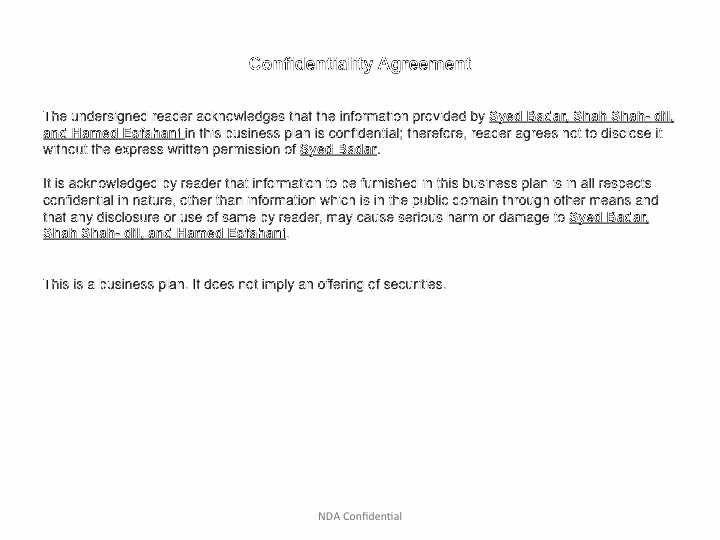 Confidentiality Agreement
The undersigned reader acknowledges that the information provided by Syed Badar, Shah Shah- dil,
and Hamed Esfahani in this business plan is confidential; therefore, reader agrees not to disclose it
without the express written permission of Syed Badar.
It is acknowledged by reader that information to be furnished in this business plan is in all respects
confidential in nature, other than information which is in the public domain through other means and
that any disclosure or use of same by reader, may cause serious harm or damage to Syed Badar,
Shah Shah- dil, and Hamed Esfahani.
This is a business plan. It does not imply an offering of securities.
NDA Confidential